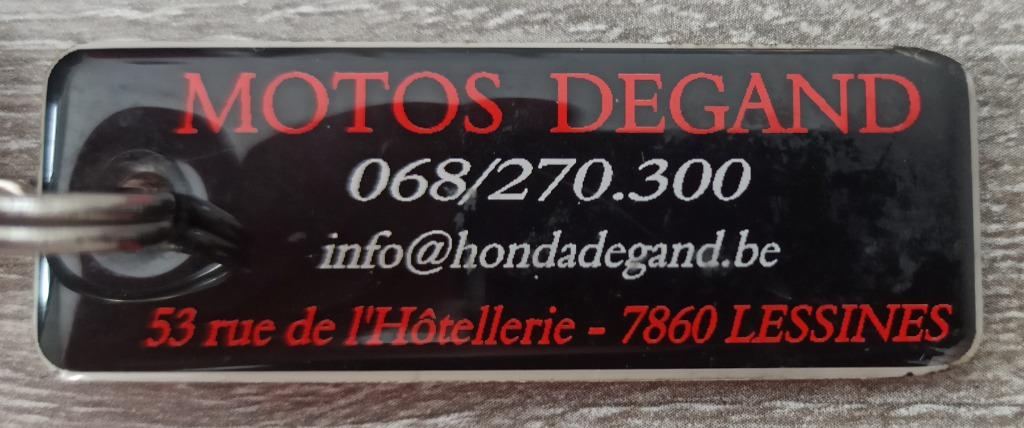 MOTOS DEGAND
068/270.300
info@hondadegand.be
53 rue de l'Hôtellerie - 7860 LESSINES